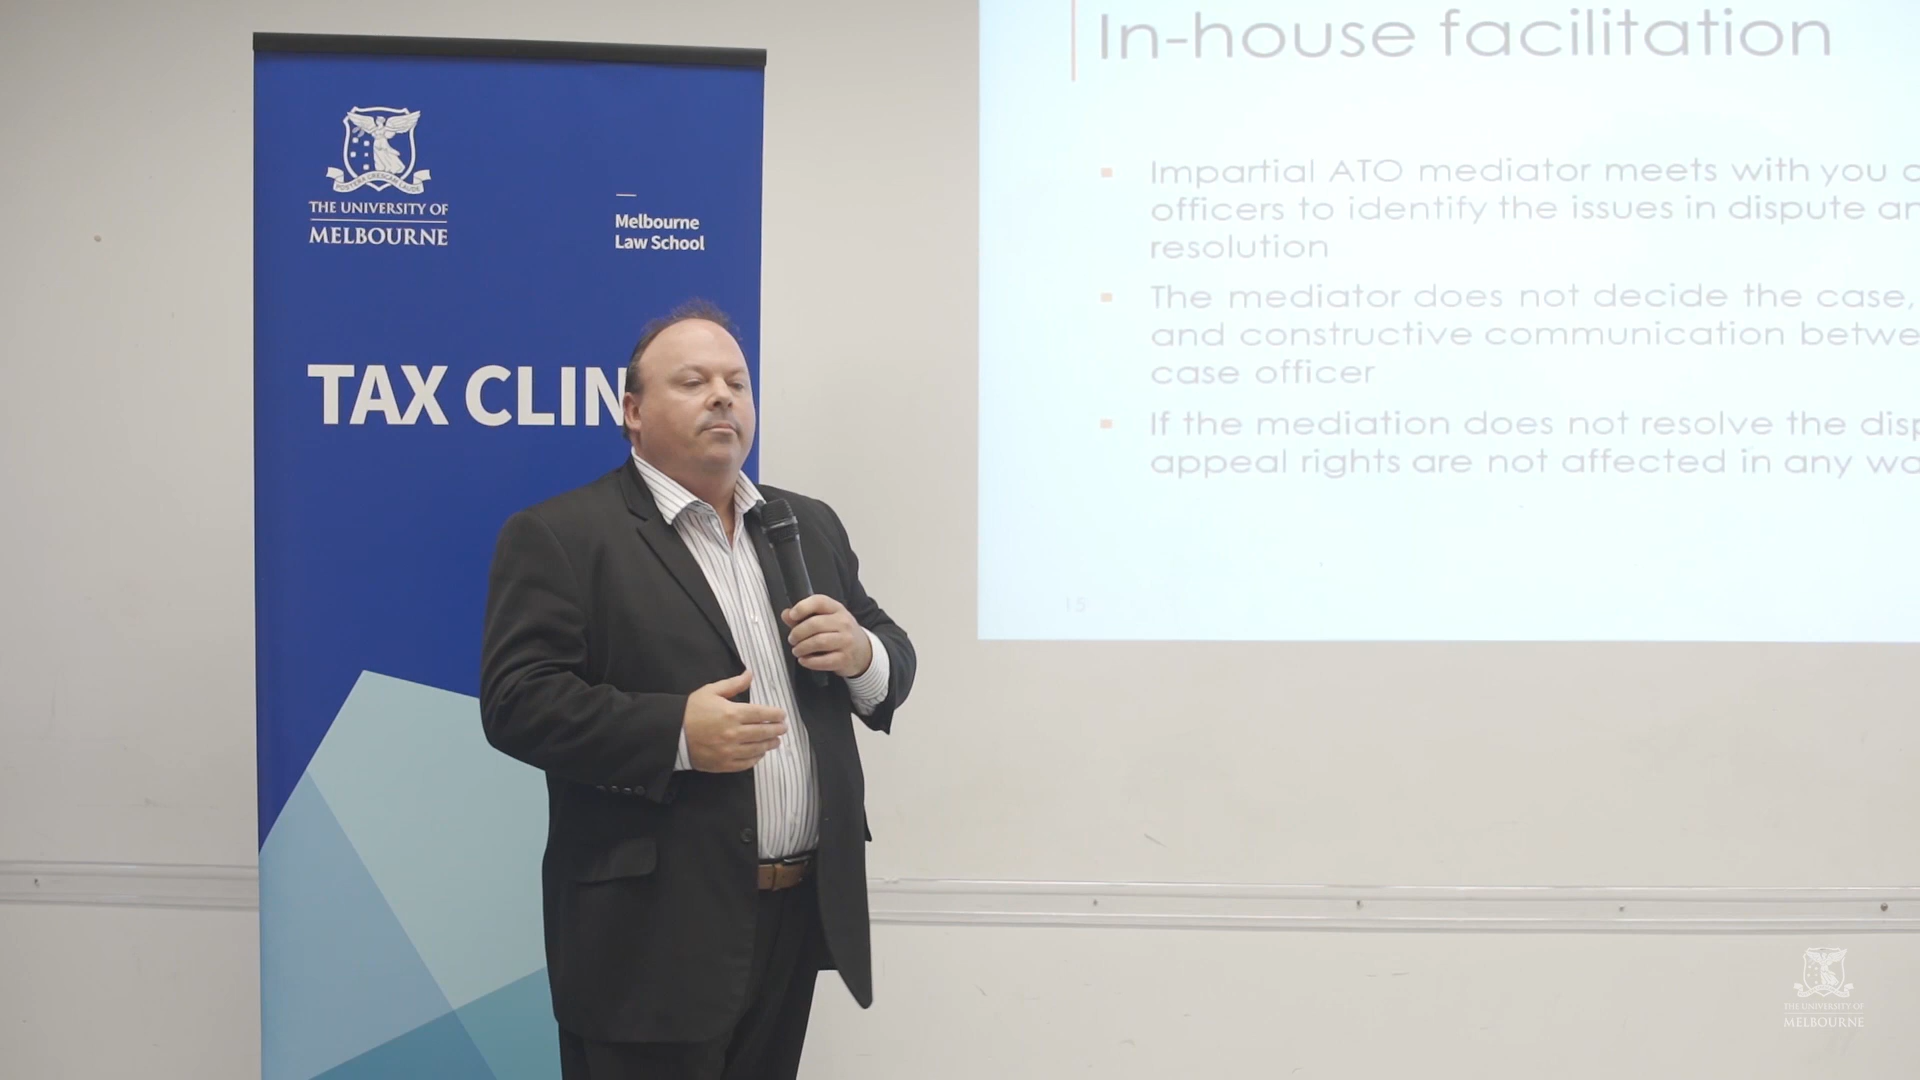 THE UNIVERSITY OF
MELBOURNE
Melbourne
Law School
TAX CLIN
In-house facilitation
Impartial ATO mediator meets with you
officers to identify the issues in dispute
resolution
The mediator does not decide the case,
and constructive communication
case officer
If the mediation does not resolve the
appeal rights are not affected in any
15
THE UNIVERSITY OF
MELBOURNE